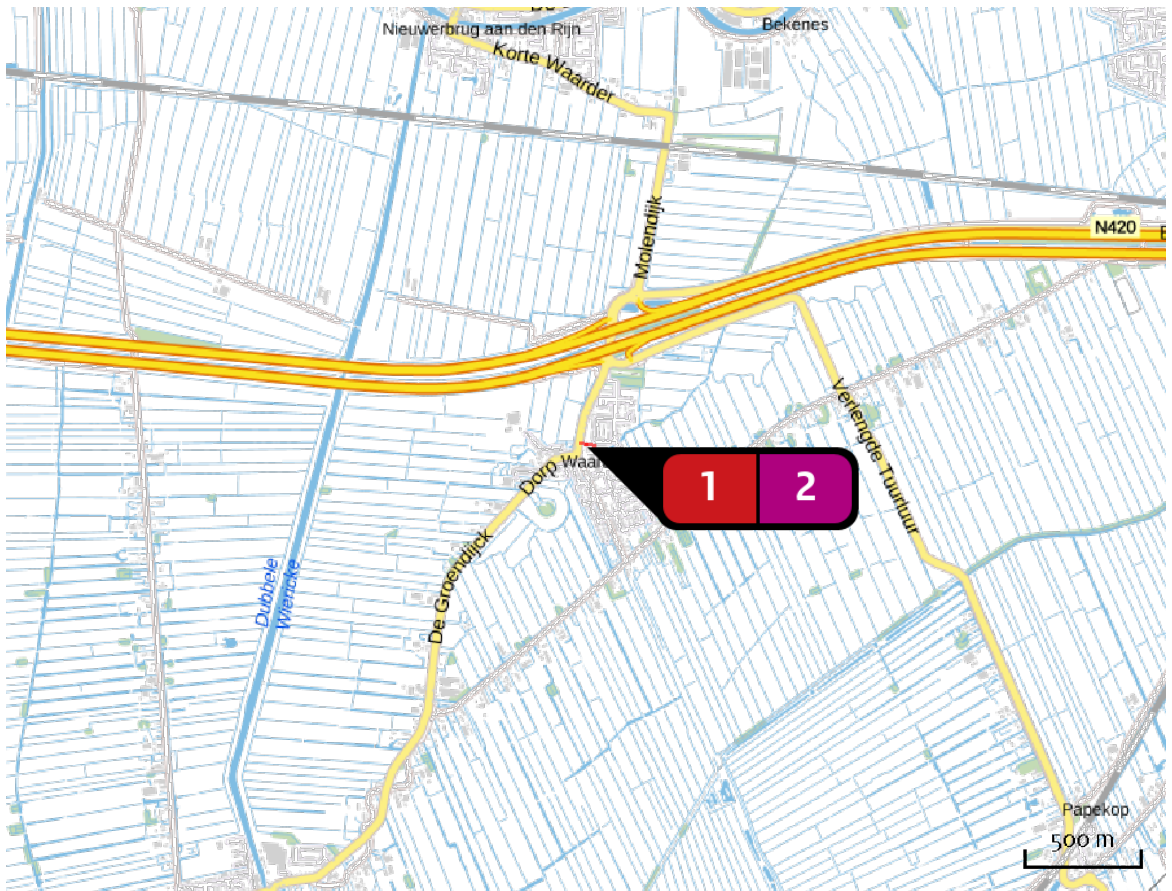 Nieuwerbrug aan den Rijn
Bekenes
Korte Waarder
Molendijk
N420
Verlengde Tuurluur
Dorp Waard
1 2
De Groendijck
Dubbele
Wiericke
Papekop
500 m